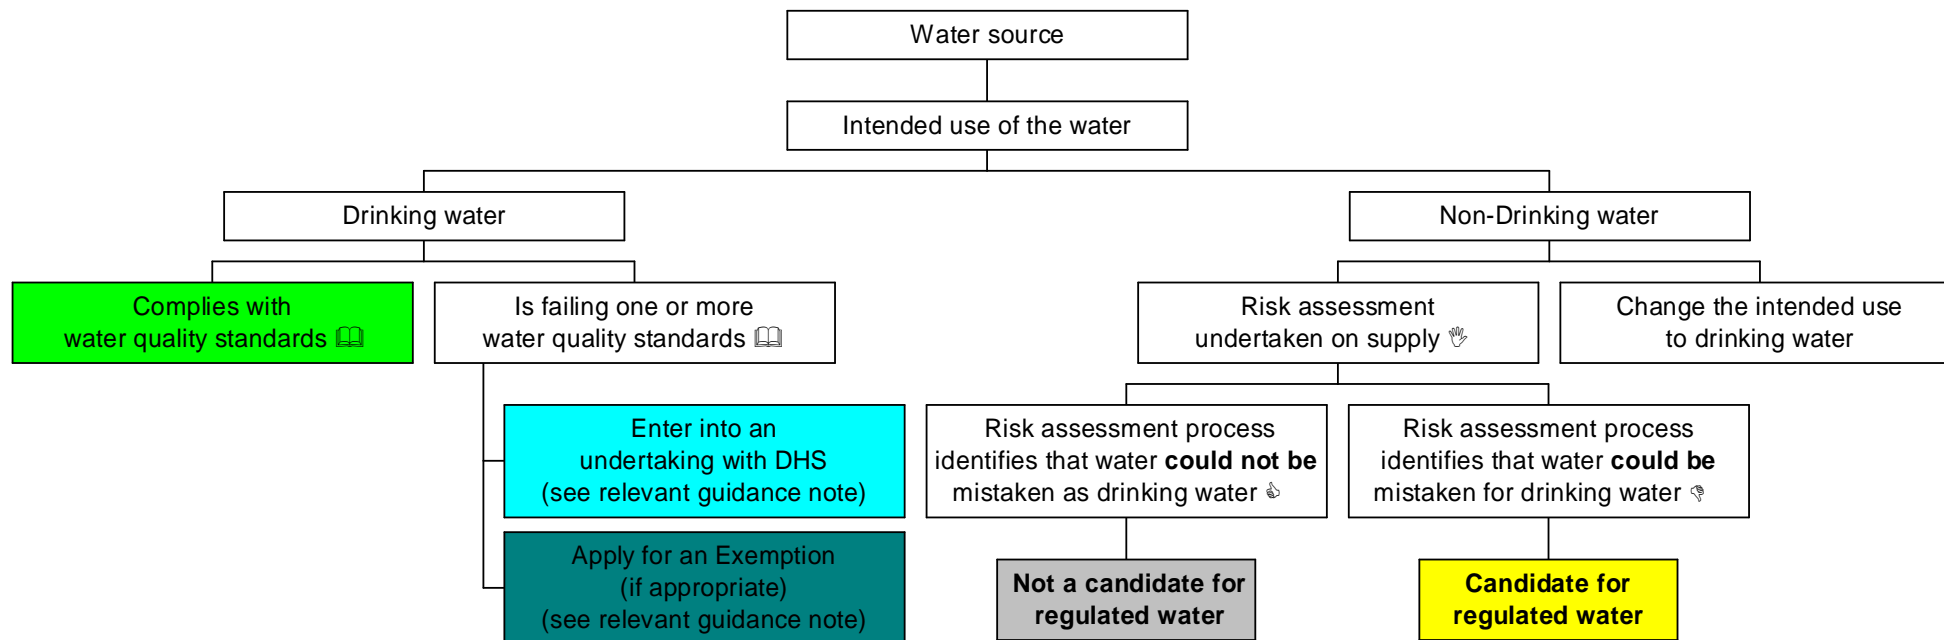 Water source
Intended use of the water
Drinking water
Non-Drinking water
Complies with
water quality standards 🕮
Is failing one or more
water quality standards 🕮
Risk assessment
undertaken on supply 🖑
Change the intended use
to drinking water
Enter into an
undertaking with DHS
(see relevant guidance note)
Apply for an Exemption
(if appropriate)
(see relevant guidance note)
Risk assessment process
identifies that water could not be
mistaken as drinking water 👍
Risk assessment process
identifies that water could be
mistaken for drinking water 👎
Not a candidate for
regulated water
Candidate for
regulated water